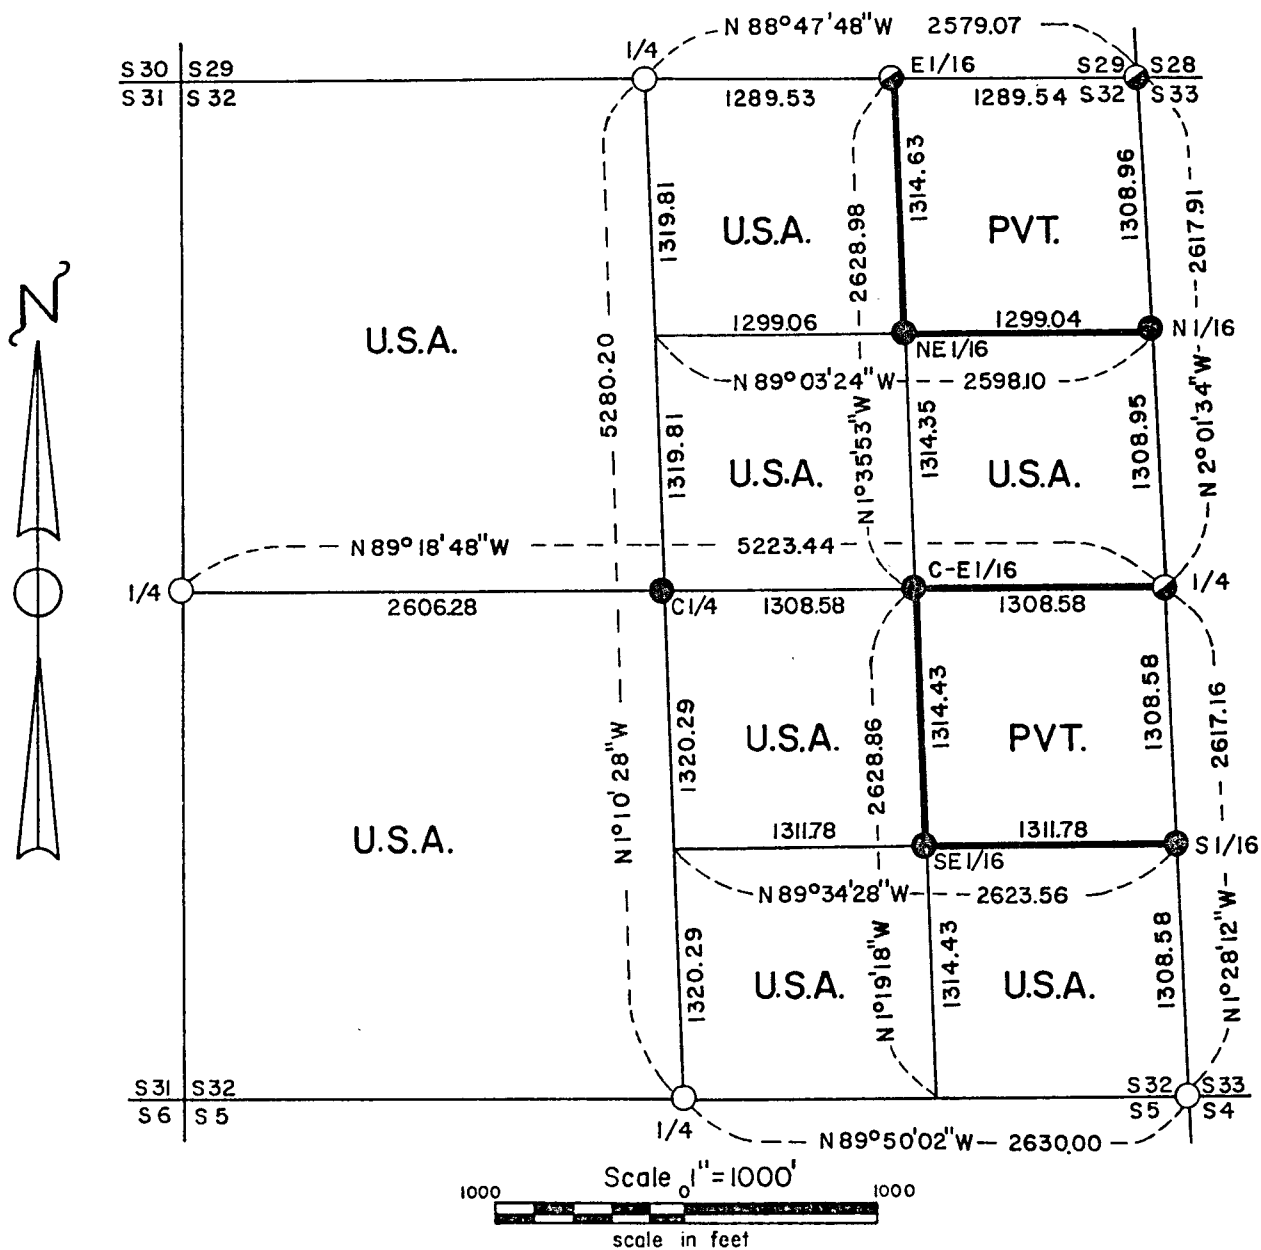 N 88°47'48"W 2579.07
1/4
E1/16
S30 S29
S29 S28
S31 S32
1289.53
1289.54
S32 S33
1319.81
1314.63
1308.96
2617.91
2628.98
U.S.A.
PVT.
N
U.S.A.
1299.06
1299.04
N1/16
NE1/16
N 89°03'24"W 2598.10
5280.20
1319.81
N1°35'53"W
1314.35
1308.95
N 2°01'34"W
U.S.A.
U.S.A.
N 89°18'48"W 5223.44
C-E1/16
1/4
1/4
2606.28
C1/4
1308.58
1308.58
1320.29
1314.43
1308.58
2617.16
2628.86
N1°10'28"W
U.S.A.
PVT.
U.S.A.
1311.78
1311.78
S1/16
SE1/16
N 89°34'28"W 2623.56
1320.29
N1°19'18"W
1314.43
1308.58
N1°28'12"W
U.S.A.
U.S.A.
S31 S32
S32 S33
S6 S5
S5 S4
1/4
N89°50'02"W 2630.00
Scale 1"=1000'
1000 0 1000
scale in feet